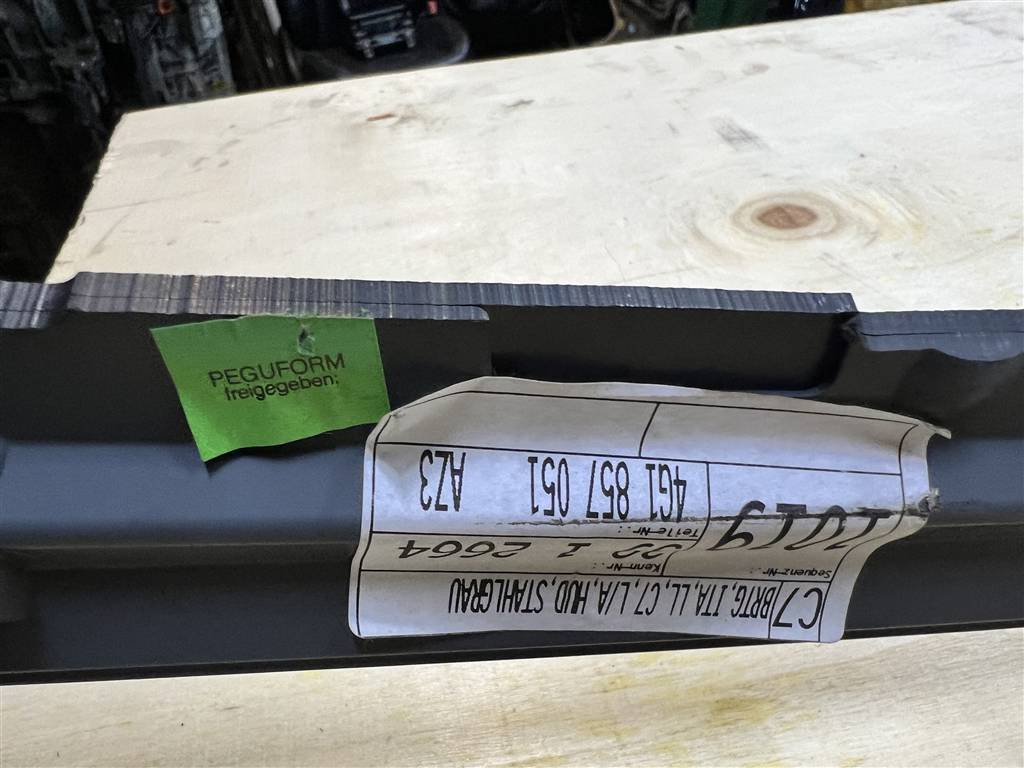 PEGUFORM
freigegeben:
C7 BRTG, ITA, LL, C7, L/A, HUD, STAHLGRAU
Sequenz-Nr.
Kenn-Nr.:
22 1 2664
Teile-Nr.:
4G1 857 051 AZ3